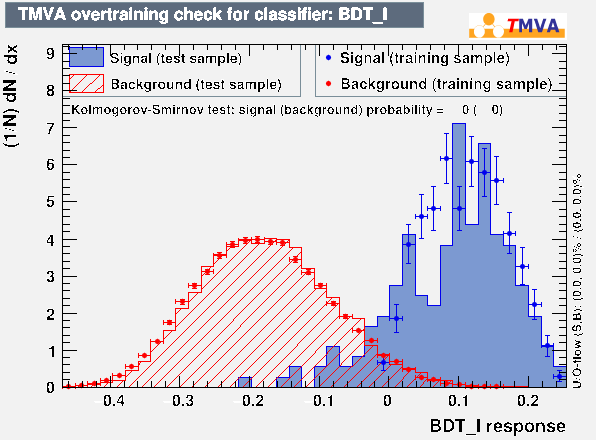 TMVA overtraining check for classifier: BDT_I
TMVA
Signal (test sample)
Background (test sample)
Signal (training sample)
Background (training sample)
Kolmogorov-Smirnov test: signal (background) probability = 0 ( 0)
(1/N) dN / dx
9
8
7
6
5
4
3
2
1
0
-0.4 -0.3 -0.2 -0.1 -0 0.1 0.2
BDT_I response
U/O-flow (S,B): (0.0, 0.0)% / (0.0, 0.0)%